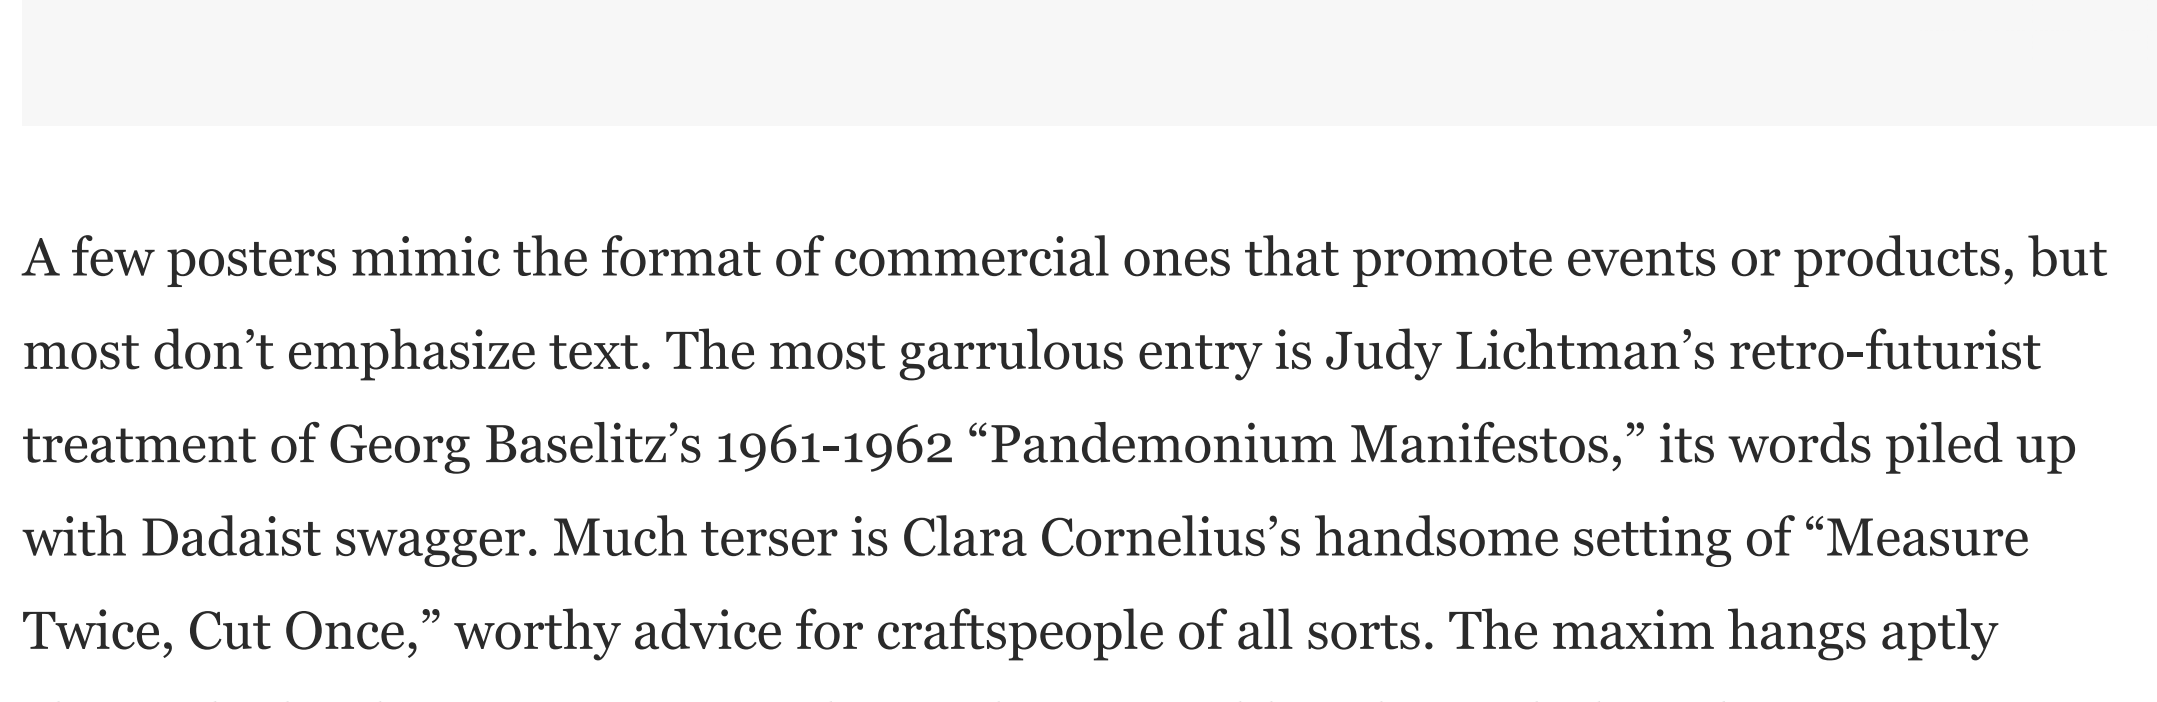 A few posters mimic the format of commercial ones that promote events or products, but
most don’t emphasize text. The most garrulous entry is Judy Lichtman’s retro-futurist
treatment of Georg Baselitz’s 1961-1962 “Pandemonium Manifestos,” its words piled up
with Dadaist swagger. Much terser is Clara Cornelius’s handsome setting of “Measure
Twice, Cut Once,” worthy advice for craftspeople of all sorts. The maxim hangs aptly